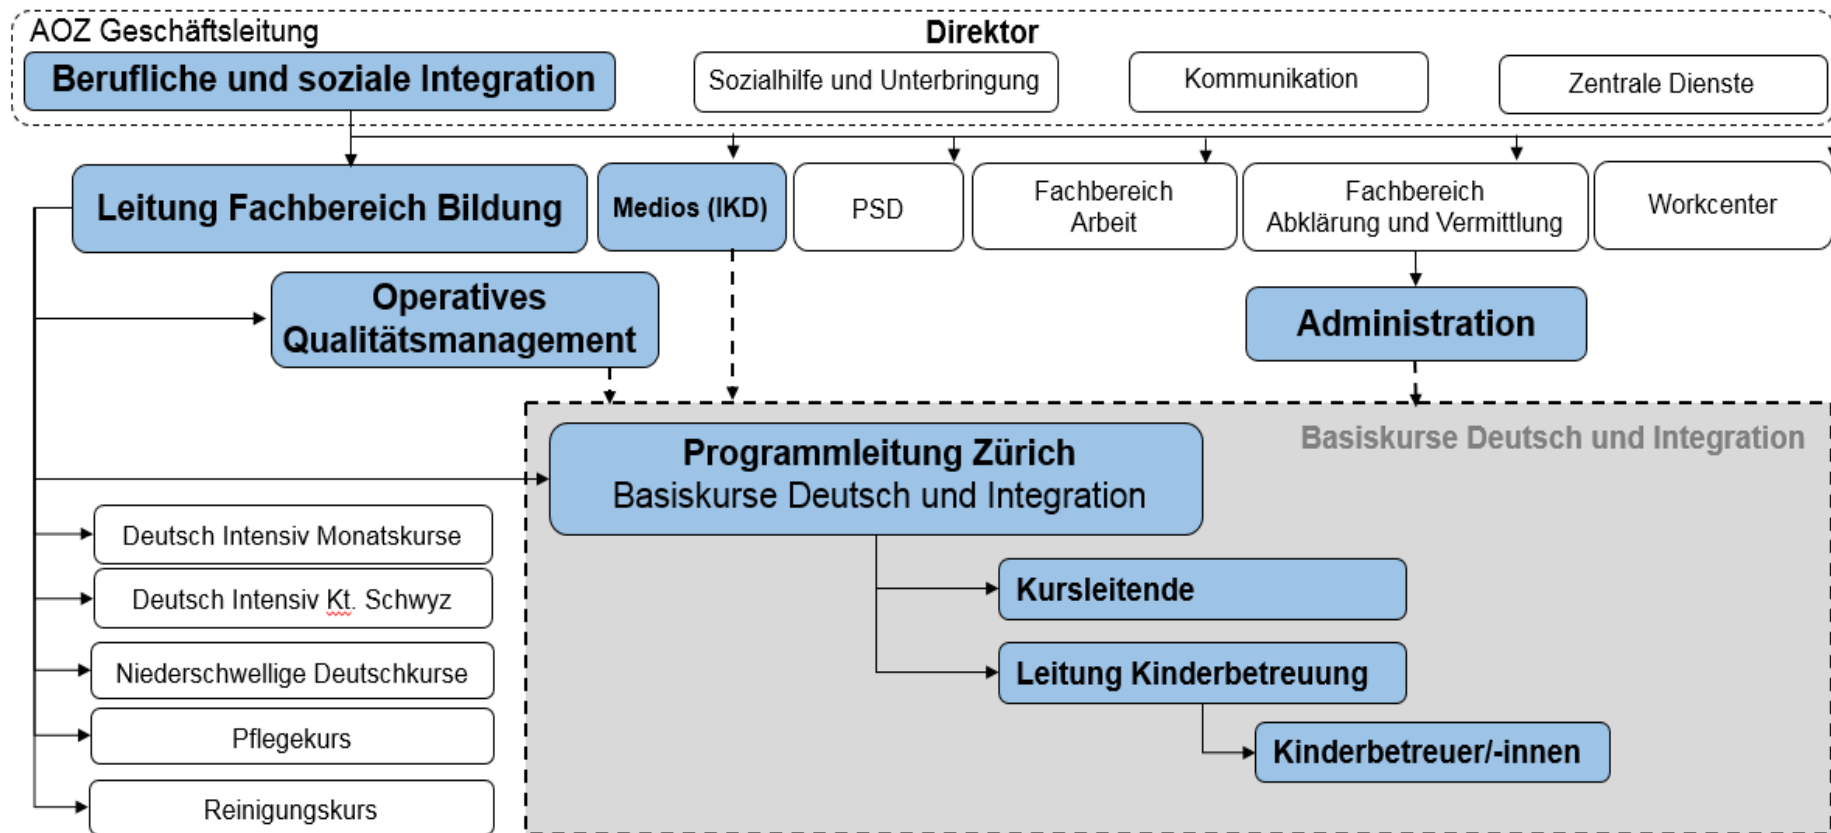 AOZ Geschäftsleitung
Direktor
Berufliche und soziale Integration
Sozialhilfe und Unterbringung
Kommunikation
Zentrale Dienste
Leitung Fachbereich Bildung
Medios (IKD)
PSD
Fachbereich
Arbeit
Fachbereich
Abklärung und Vermittlung
Workcenter
Operatives
Qualitätsmanagement
Administration
Basiskurse Deutsch und Integration
Programmleitung Zürich
Basiskurse Deutsch und Integration
Deutsch Intensiv Monatskurse
Deutsch Intensiv Kt. Schwyz
Niederschwellige Deutschkurse
Pflegekurs
Reinigungskurs
Kursleitende
Leitung Kinderbetreuung
Kinderbetreuer/-innen